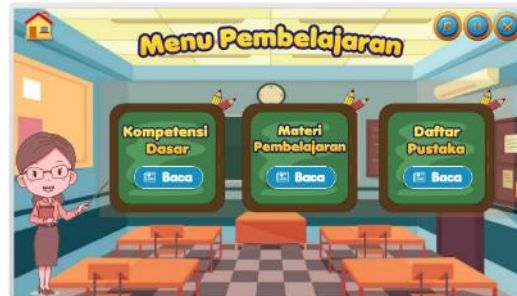 Menu Pembelajaran
Kompetensi
Dasar
Baca
Materi
Pembelajaran
Baca
Daftar
Pustaka
Baca